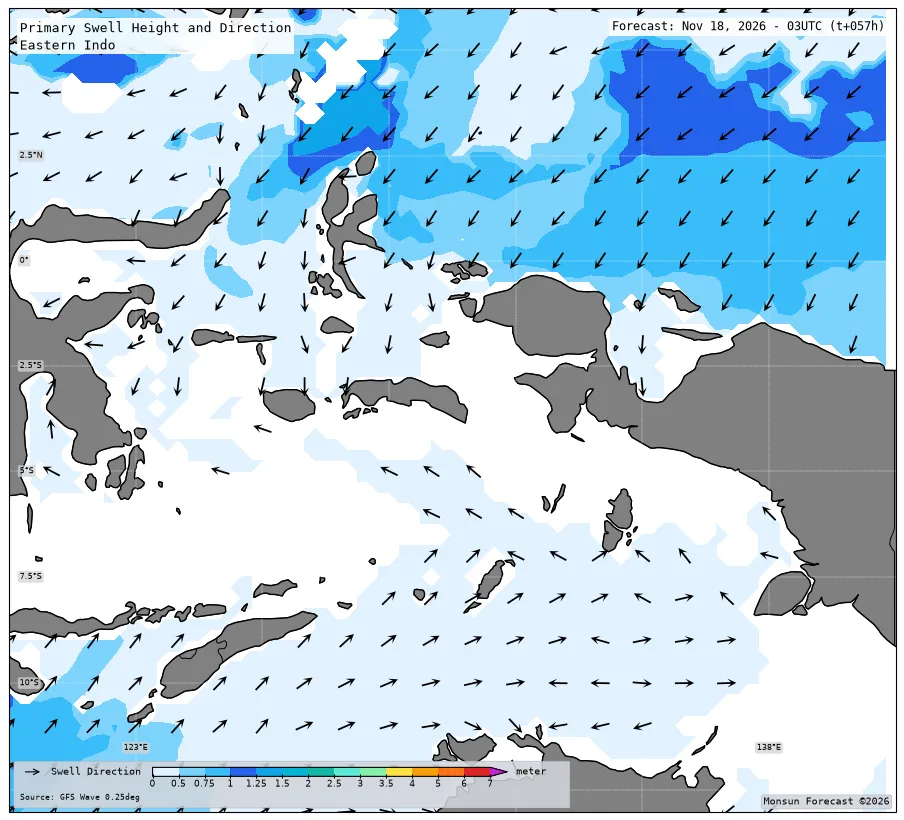 Primary Swell Height and Direction
Eastern Indo
Forecast: Nov 18, 2026 - 03UTC (t+057h)
2.5°N
0°
2.5°S
5°S
7.5°S
10°S
123°E
138°E
Swell Direction
meter
0 0.5 0.75 1 1.25 1.5 2 2.5 3 3.5 4 5 6 7
Source: GFS Wave 0.25deg
Monsun Forecast ©2026